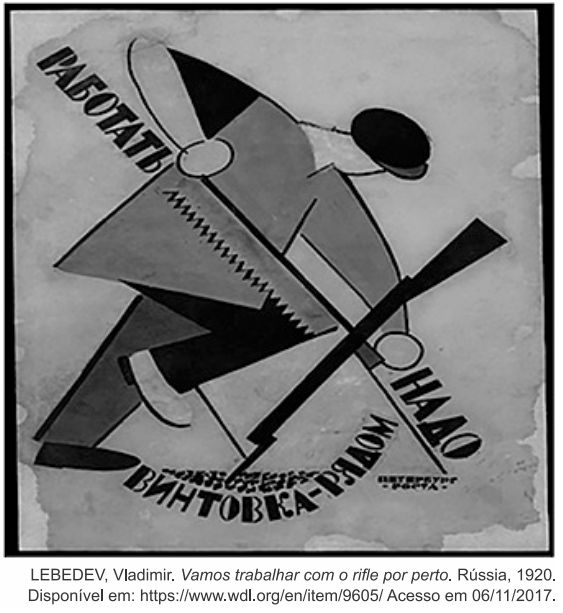 РАБОТАТЬ
НАДО
ВИНТОВКА-РЯДОМ
ПЕТЕРБУРГ
-РОСТА-
LEBEDEV, Vladimir. Vamos trabalhar com o rifle por perto. Rússia, 1920.
Disponível em: https://www.wdl.org/en/item/9605/ Acesso em 06/11/2017.